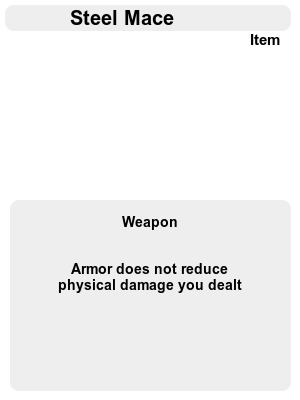 Steel Mace
Item
Weapon
Armor does not reduce
physical damage you dealt